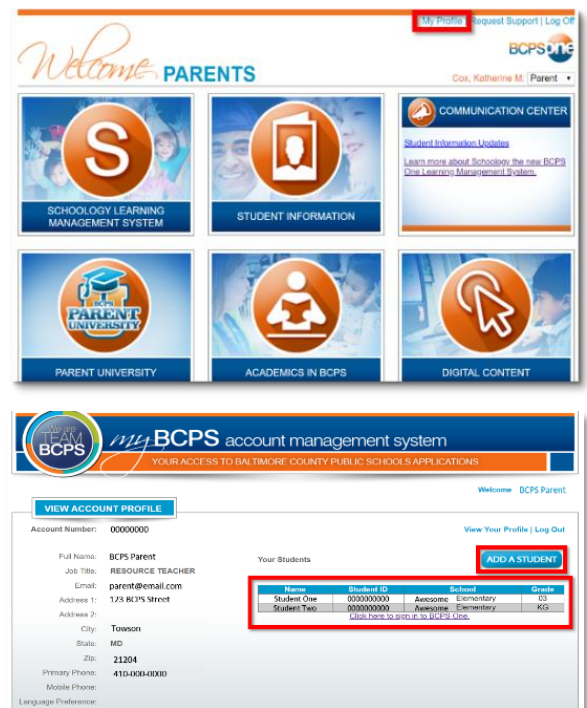 My Profile | Request Support | Log Off
Welcome PARENTS
BCPSone
Cox, Katherine M. Parent
S
COMMUNICATION CENTER
Student Information Updates
Learn more about Schoology the new BCPS
One Learning Management System.
SCHOOLOGY LEARNING
MANAGEMENT SYSTEM
STUDENT INFORMATION
BCPS
PARENT
UNIVERSITY
PARENT UNIVERSITY
ACADEMICS IN BCPS
DIGITAL CONTENT
We are
TEAM
BCPS
my BCPS account management system
YOUR ACCESS TO BALTIMORE COUNTY PUBLIC SCHOOLS APPLICATIONS
Welcome BCPS Parent
VIEW ACCOUNT PROFILE
Account Number: 00000000
View Your Profile | Log Out
Full Name: BCPS Parent
Your Students
ADD A STUDENT
Job Title: RESOURCE TEACHER
Email: parent@email.com
Address 1: 123 BCPS Street
Address 2:
City: Towson
State: MD
Zip: 21204
Primary Phone: 410-000-0000
Mobile Phone:
Language Preference:
Name Student ID School Grade
Student One 0000000000 Awesome Elementary 03
Student Two 0000000000 Awesome Elementary KG
Click here to sign in to BCPS One.